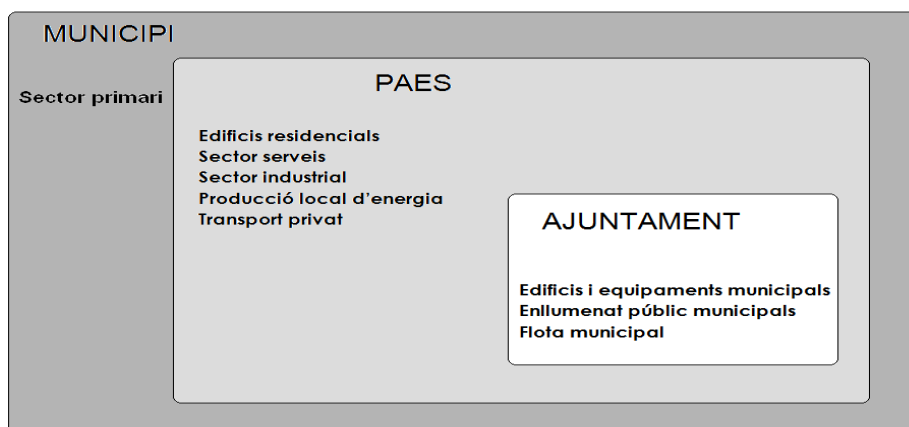 MUNICIPI
Sector primari
PAES
Edificis residencials
Sector serveis
Sector industrial
Producció local d'energia
Transport privat
AJUNTAMENT
Edificis i equipaments municipals
Enllumenat públic municipals
Flota municipal